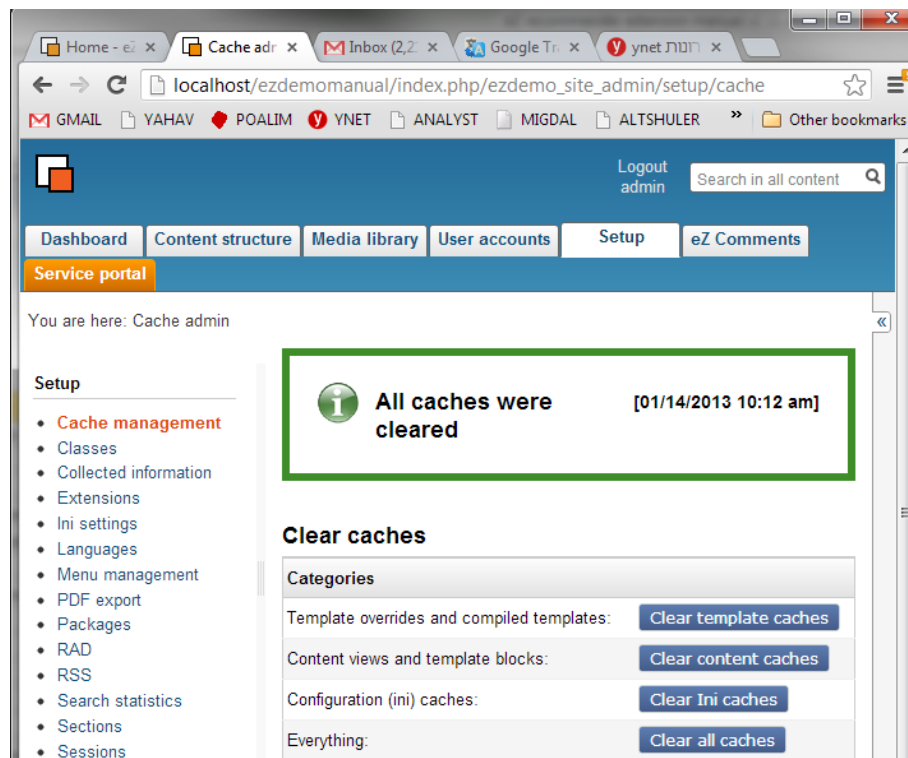 Home - eZ
Cache adr
Inbox (2,2
Google Tra
ynet חנות
localhost/ezdemomanual/index.php/ezdemo_site_admin/setup/cache
GMAIL YAHAV POALIM YNET ANALYST MIGDAL ALTSHULER » Other bookmarks
Logout
admin
Search in all content
Dashboard Content structure Media library User accounts Setup eZ Comments
Service portal
You are here: Cache admin
«
Setup
All caches were
cleared
[01/14/2013 10:12 am]
Cache management
Classes
Collected information
Extensions
Ini settings
Languages
Menu management
PDF export
Packages
RAD
RSS
Search statistics
Sections
Sessions
Clear caches
Categories
Template overrides and compiled templates: Clear template caches
Content views and template blocks: Clear content caches
Configuration (ini) caches: Clear Ini caches
Everything: Clear all caches